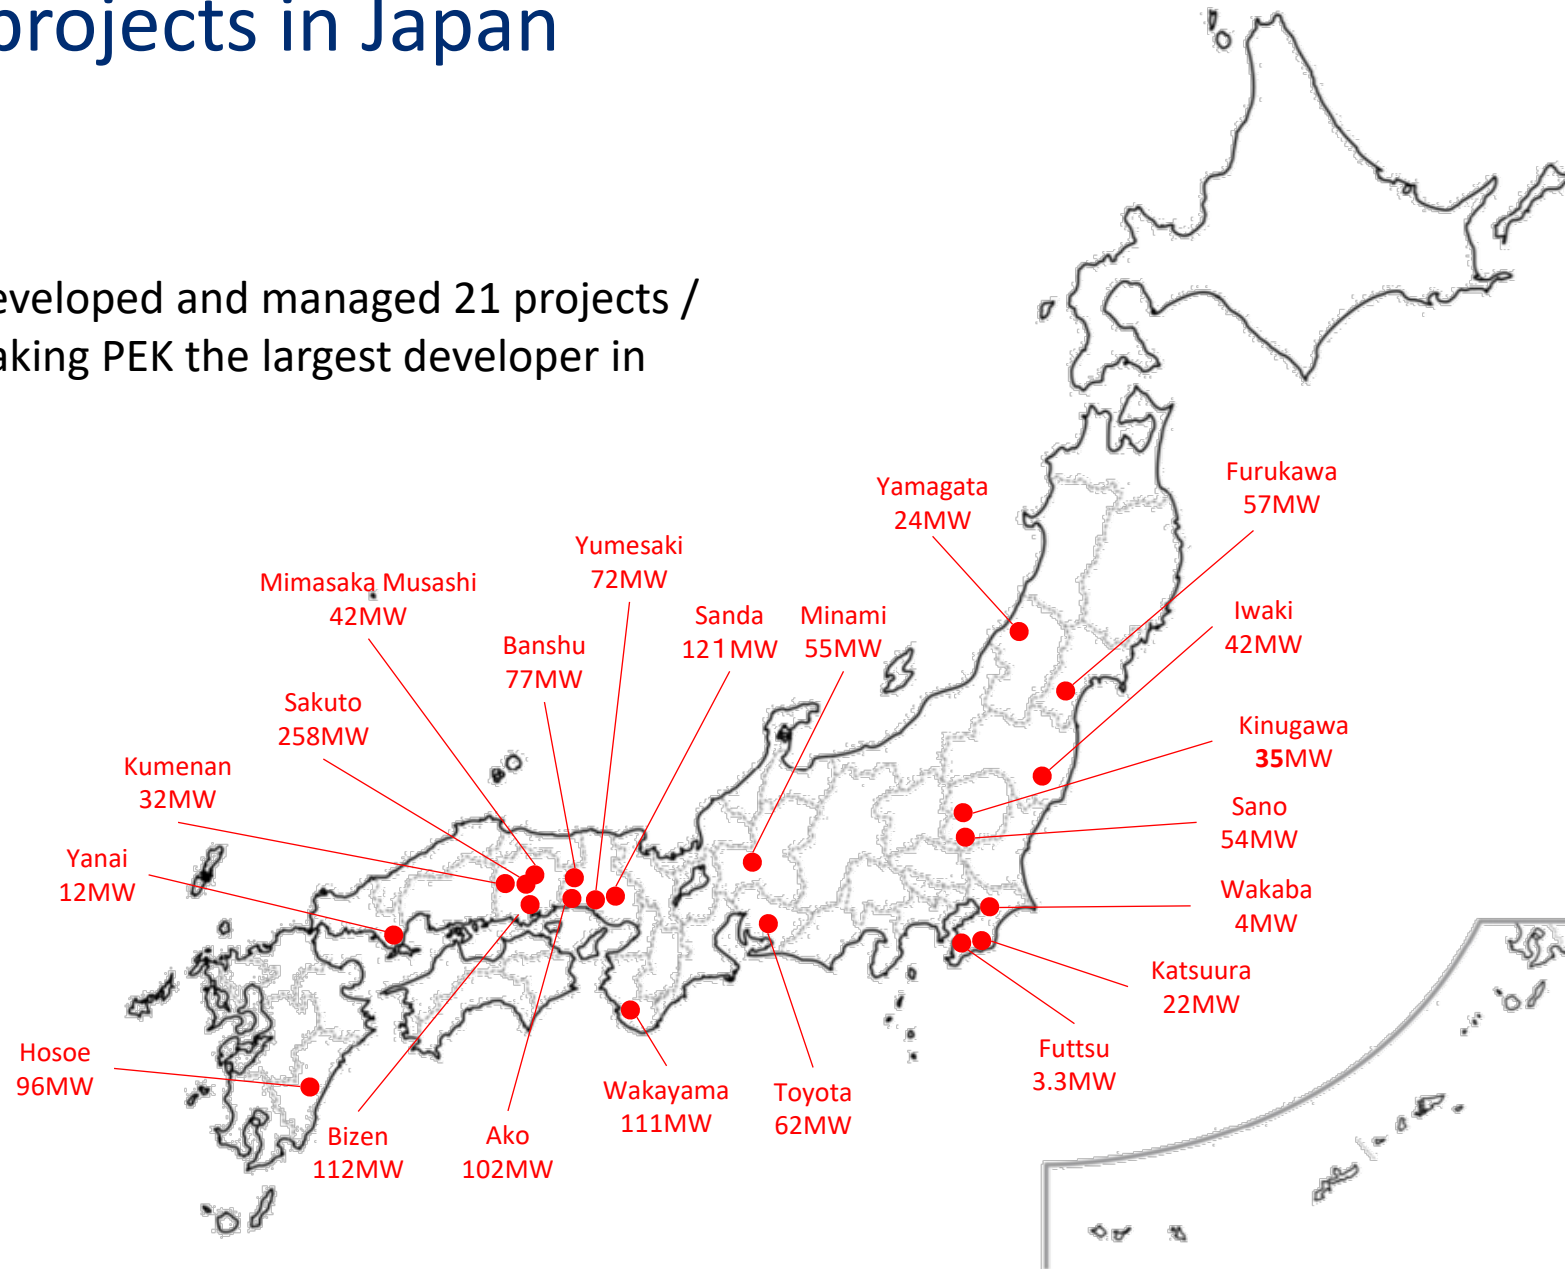 projects in Japan
eveloped and managed 21 projects /
aking PEK the largest developer in
Yamagata
24MW
Furukawa
57MW
Yumesaki
72MW
Mimasaka Musashi
42MW
Sanda
121MW
Minami
55MW
Iwaki
42MW
Banshu
77MW
Sakuto
258MW
Kinugawa
35MW
Kumenan
32MW
Sano
54MW
Yanai
12MW
Wakaba
4MW
Katsuura
22MW
Hosoe
96MW
Futtsu
3.3MW
Wakayama
111MW
Toyota
62MW
Bizen
112MW
Ako
102MW